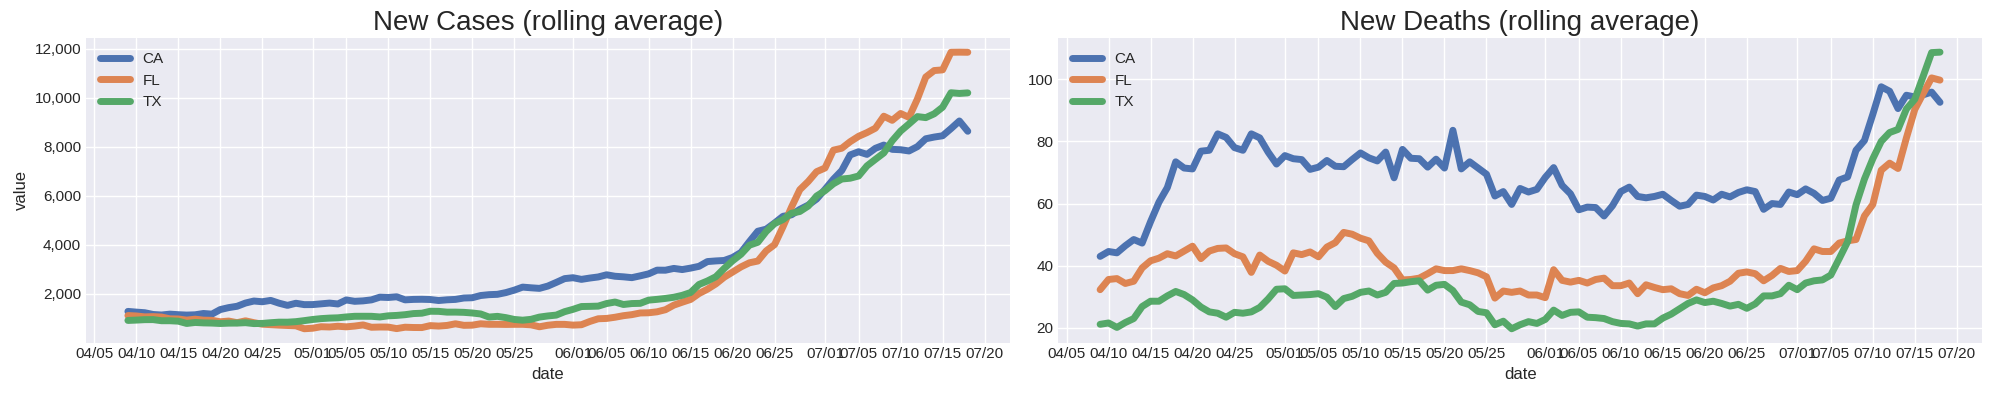 New Cases (rolling average)
12,000
10,000
8,000
6,000
4,000
2,000
value
CA
FL
TX
04/05 04/10 04/15 04/20 04/25 05/01 05/05 05/10 05/15 05/20 05/25 06/01 06/05 06/10 06/15 06/20 06/25 07/01 07/05 07/10 07/15 07/20
date
New Deaths (rolling average)
100
80
60
40
20
CA
FL
TX
04/05 04/10 04/15 04/20 04/25 05/01 05/05 05/10 05/15 05/20 05/25 06/01 06/05 06/10 06/15 06/20 06/25 07/01 07/05 07/10 07/15 07/20
date